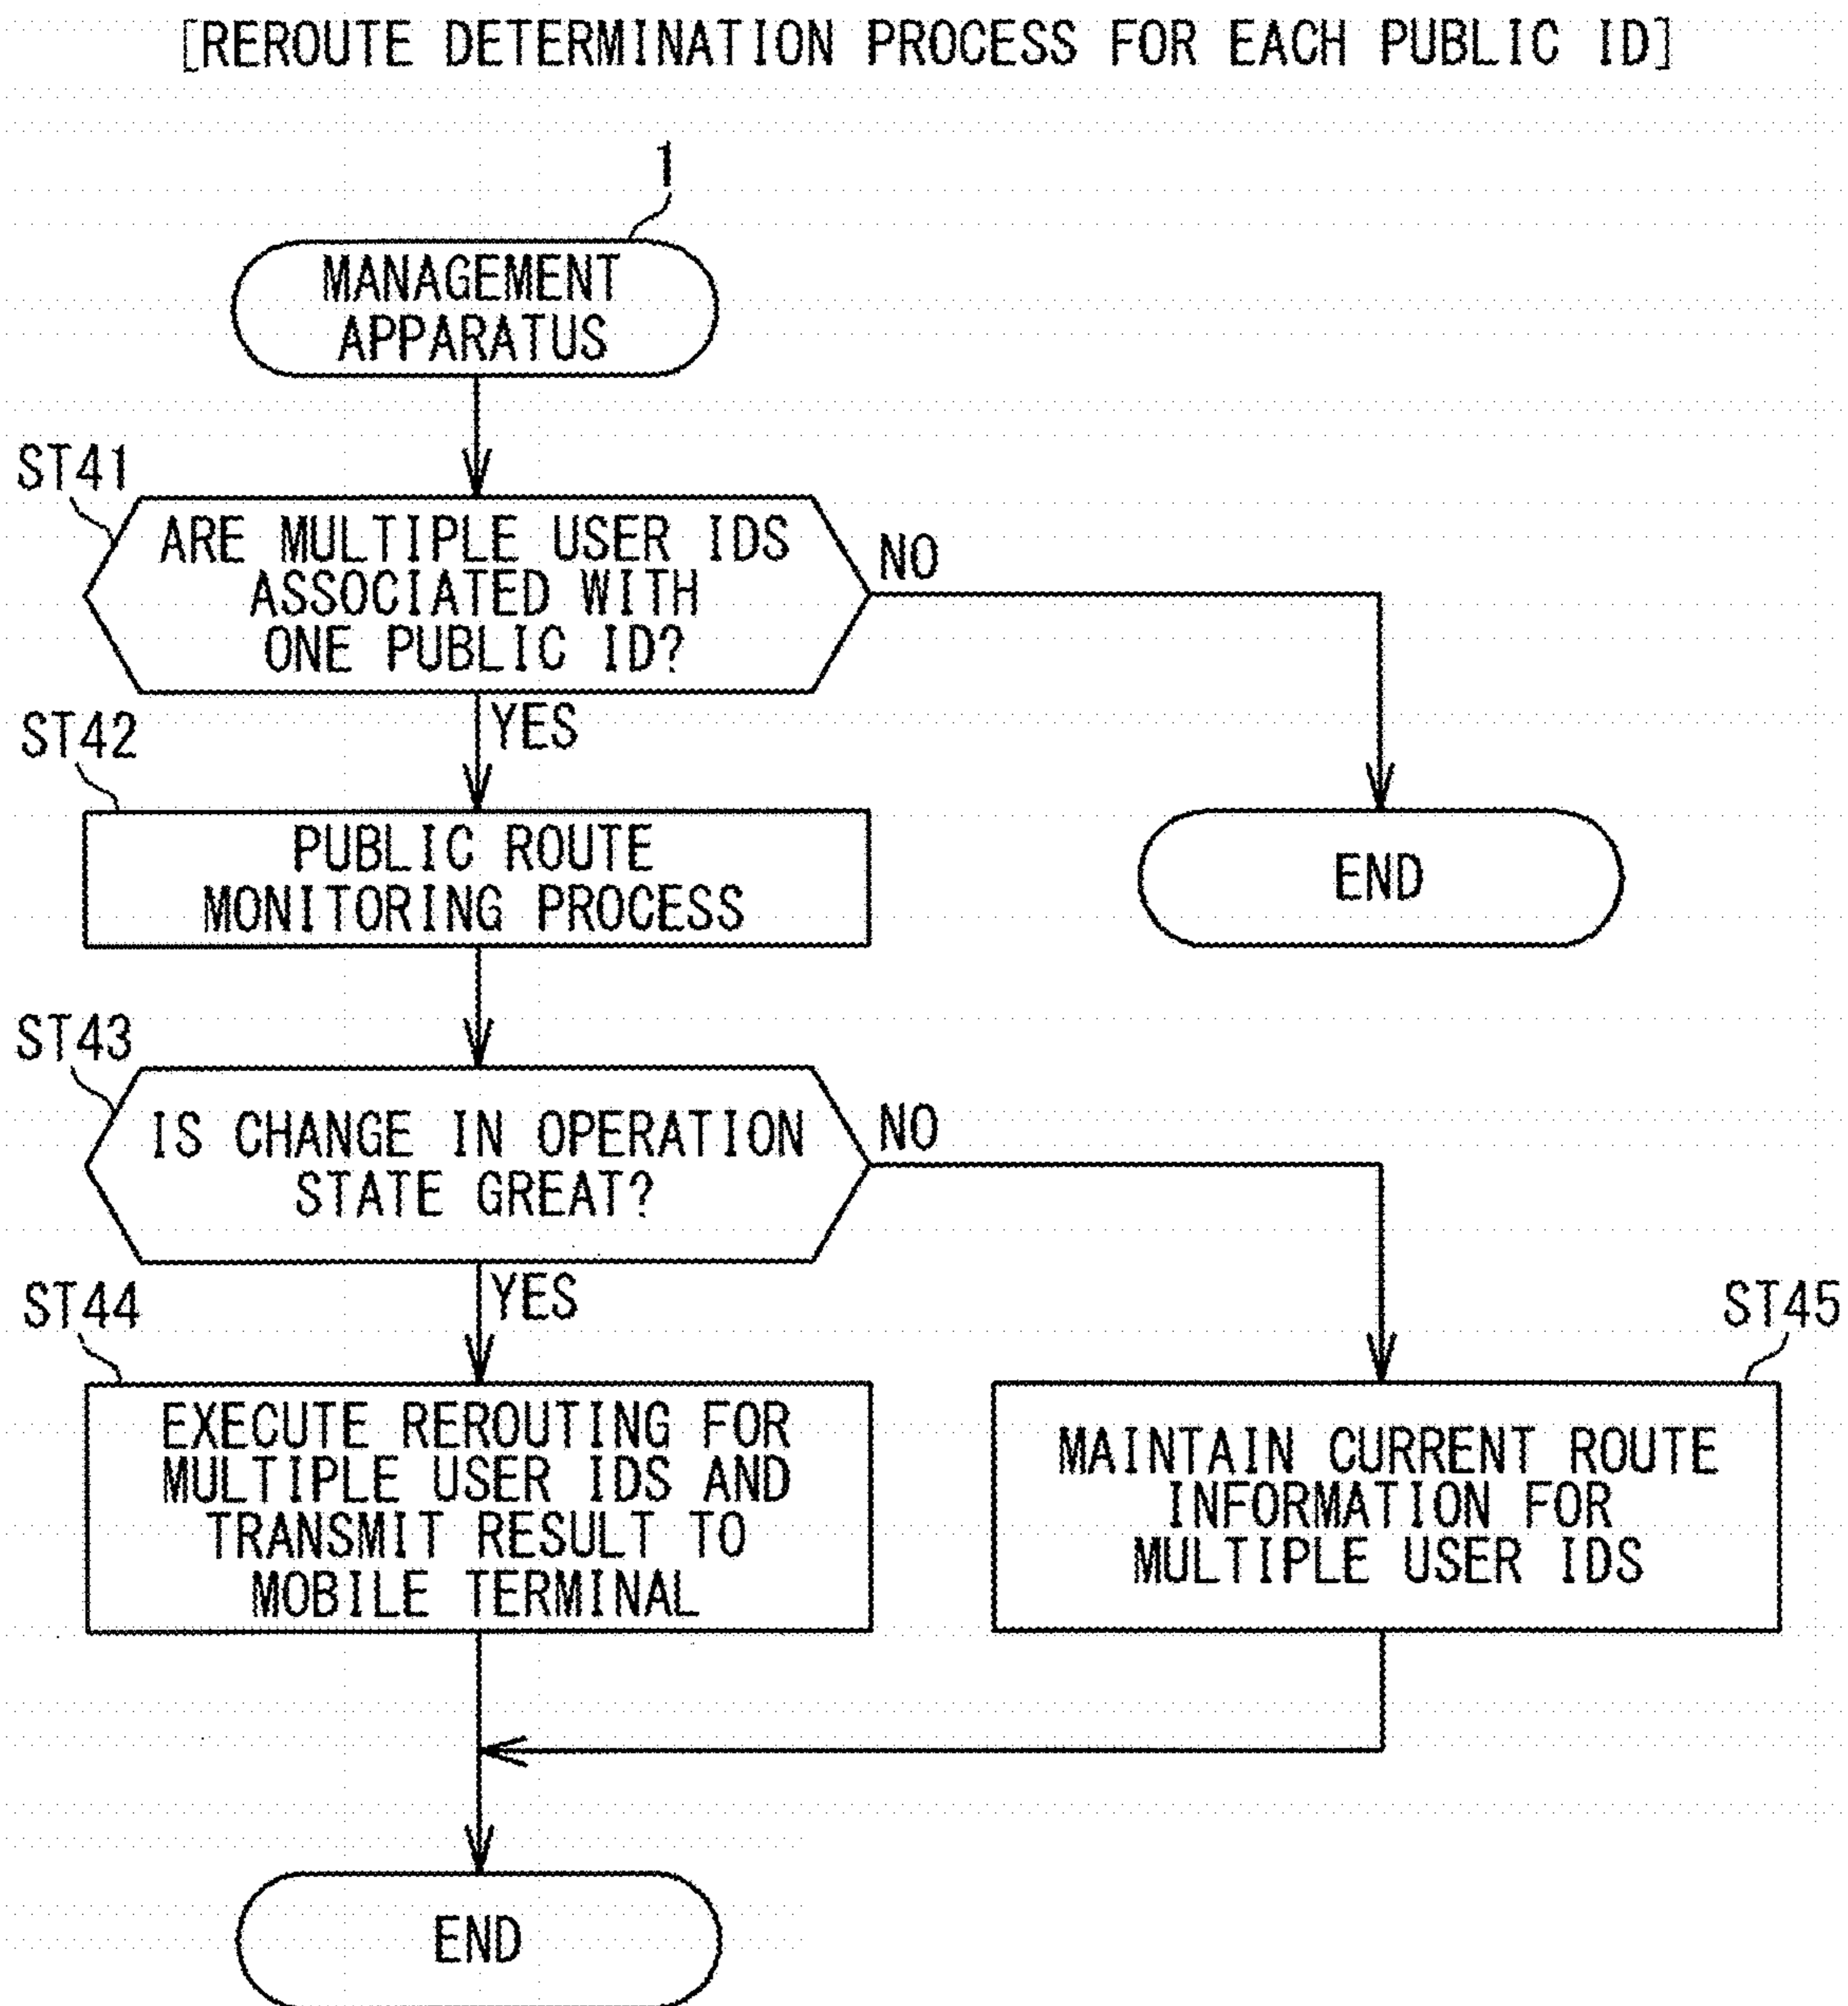 [REROUTE DETERMINATION PROCESS FOR EACH PUBLIC ID]
1
MANAGEMENT
APPARATUS
ST41
ARE MULTIPLE USER IDS
ASSOCIATED WITH
ONE PUBLIC ID?
NO
YES
ST42
PUBLIC ROUTE
MONITORING PROCESS
END
ST43
IS CHANGE IN OPERATION
STATE GREAT?
NO
YES
ST44
EXECUTE REROUTING FOR
MULTIPLE USER IDS AND
TRANSMIT RESULT TO
MOBILE TERMINAL
ST45
MAINTAIN CURRENT ROUTE
INFORMATION FOR
MULTIPLE USER IDS
END